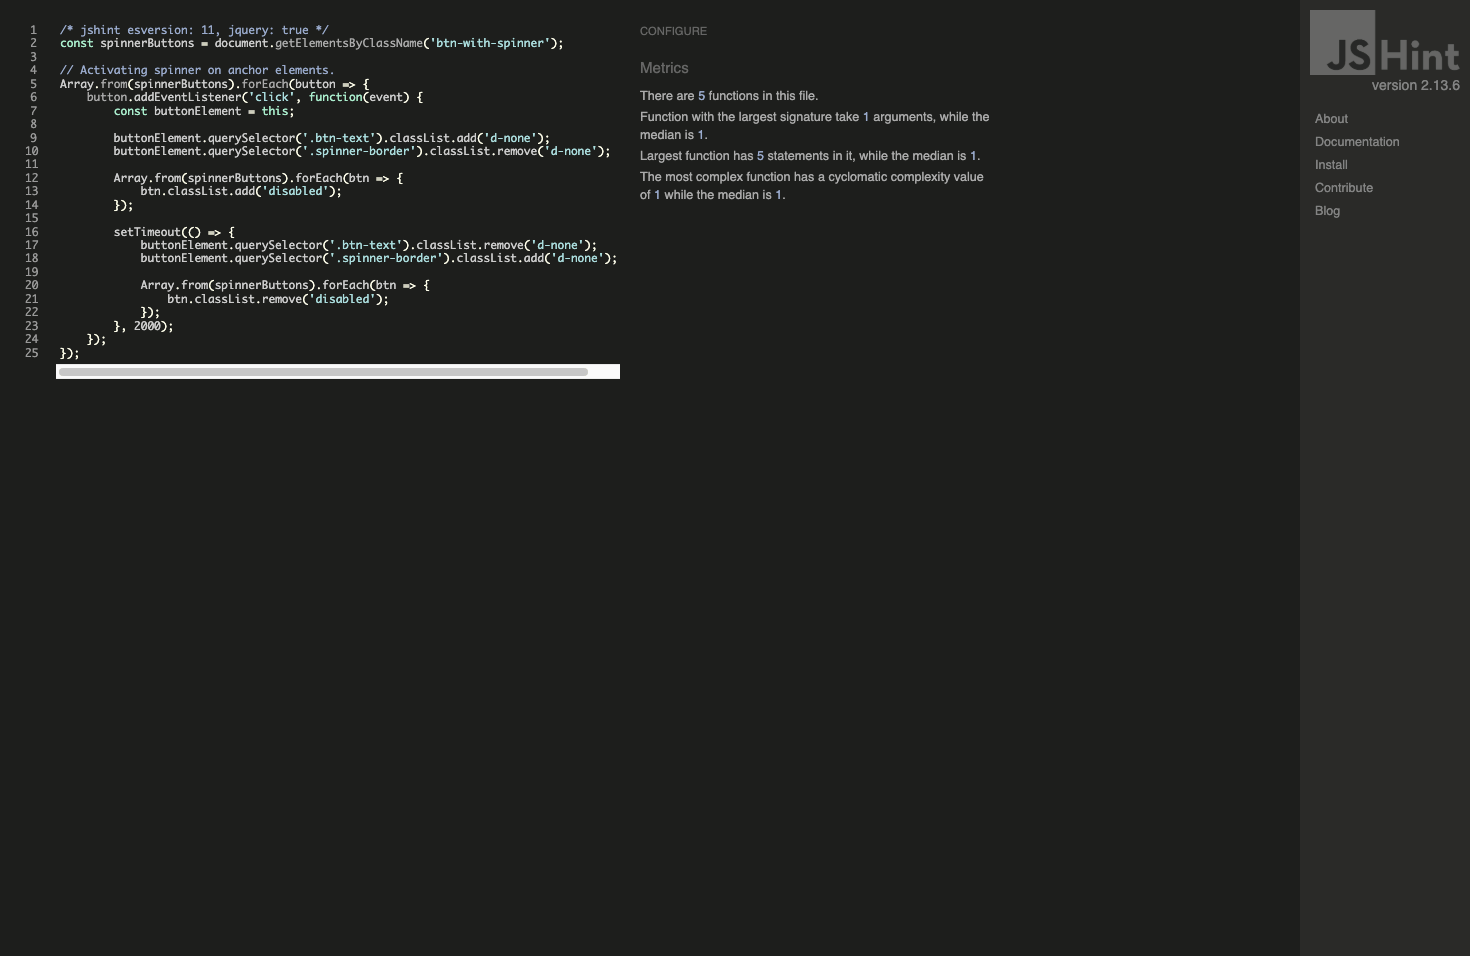 1 /* jshint esversion: 11, jquery: true */
2 const spinnerButtons = document.getElementsByClassName('btn-with-spinner');
3
4 // Activating spinner on anchor elements.
5 Array.from(spinnerButtons).forEach(button => {
6     button.addEventListener('click', function(event) {
7         const buttonElement = this;
8
9         buttonElement.querySelector('.btn-text').classList.add('d-none');
10         buttonElement.querySelector('.spinner-border').classList.remove('d-none');
11
12         Array.from(spinnerButtons).forEach(btn => {
13             btn.classList.add('disabled');
14         });
15
16         setTimeout(() => {
17             buttonElement.querySelector('.btn-text').classList.remove('d-none');
18             buttonElement.querySelector('.spinner-border').classList.add('d-none');
19
20             Array.from(spinnerButtons).forEach(btn => {
21                 btn.classList.remove('disabled');
22             });
23         }, 2000);
24     });
25 });
CONFIGURE
Metrics
There are 5 functions in this file.
Function with the largest signature take 1 arguments, while the
median is 1.
Largest function has 5 statements in it, while the median is 1.
The most complex function has a cyclomatic complexity value
of 1 while the median is 1.
JSHint
version 2.13.6
About
Documentation
Install
Contribute
Blog